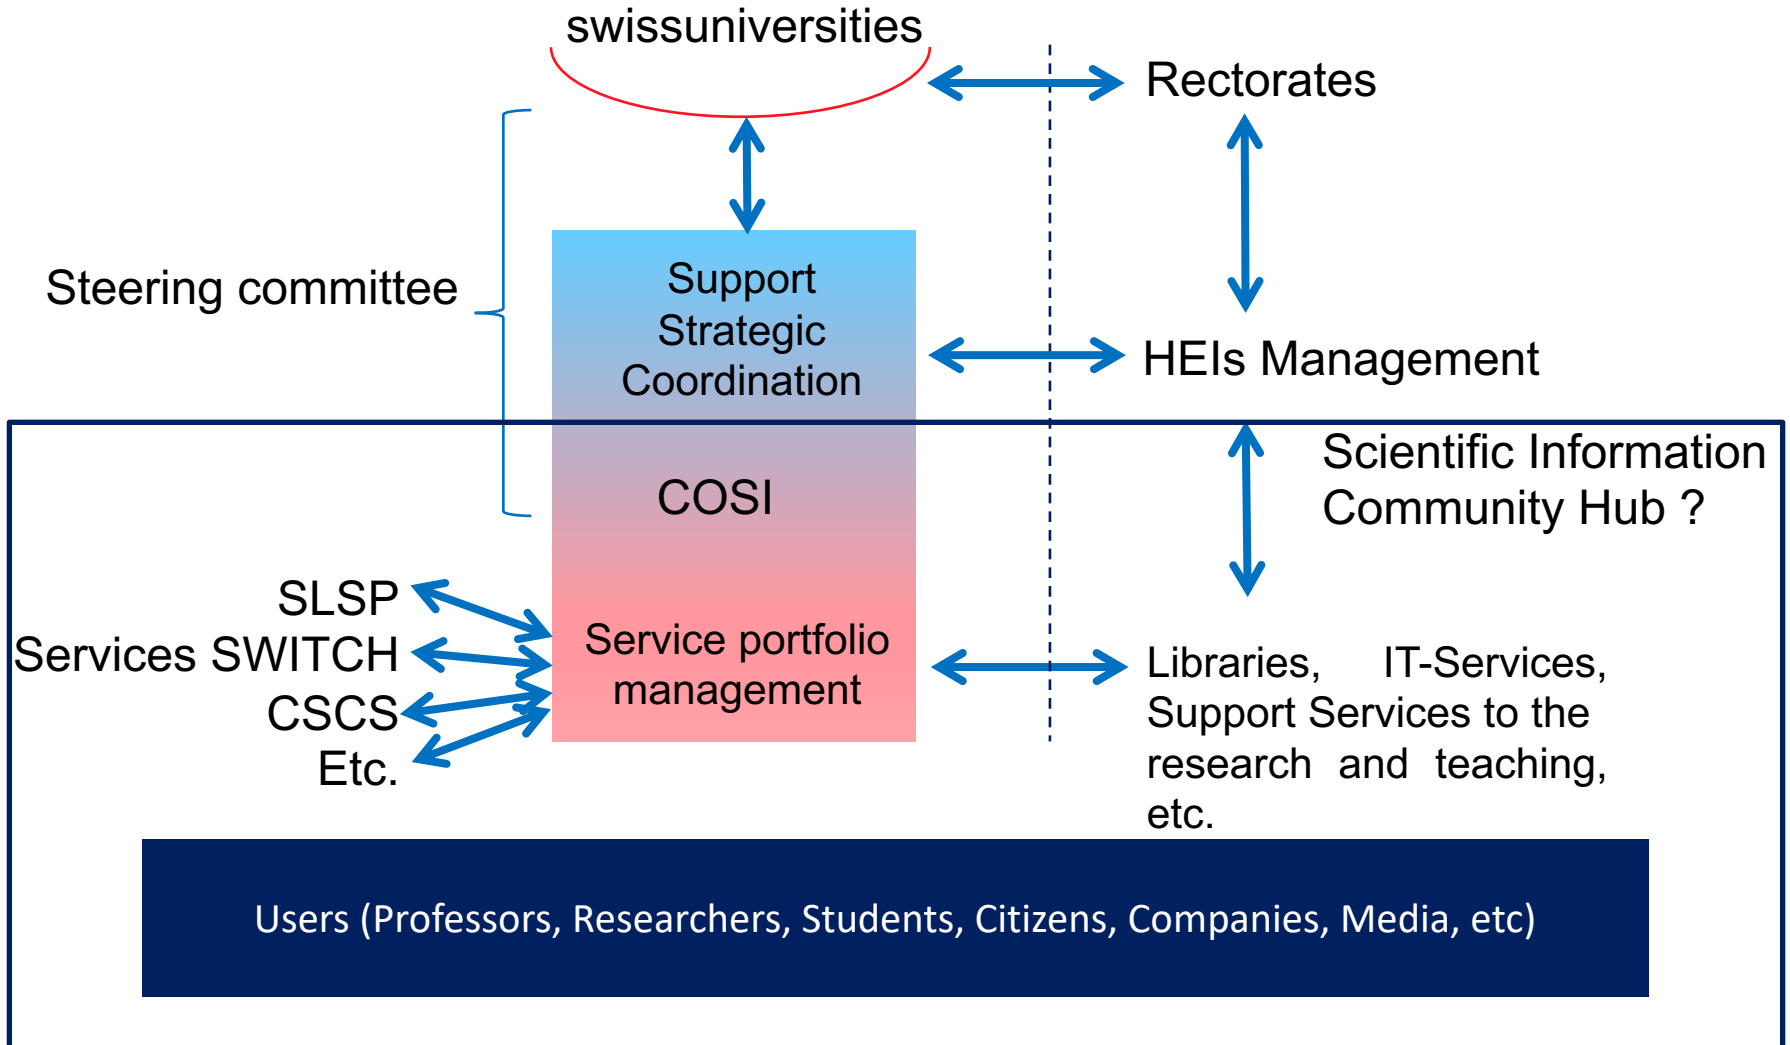 swissuniversities
Rectorates
Steering committee
Support
Strategic
Coordination
HEIs Management
Scientific Information
Community Hub ?
COSI
SLSP
Services SWITCH
CSCS
Etc.
Service portfolio
management
Libraries, IT-Services,
Support Services to the
research and teaching,
etc.
Users (Professors, Researchers, Students, Citizens, Companies, Media, etc)